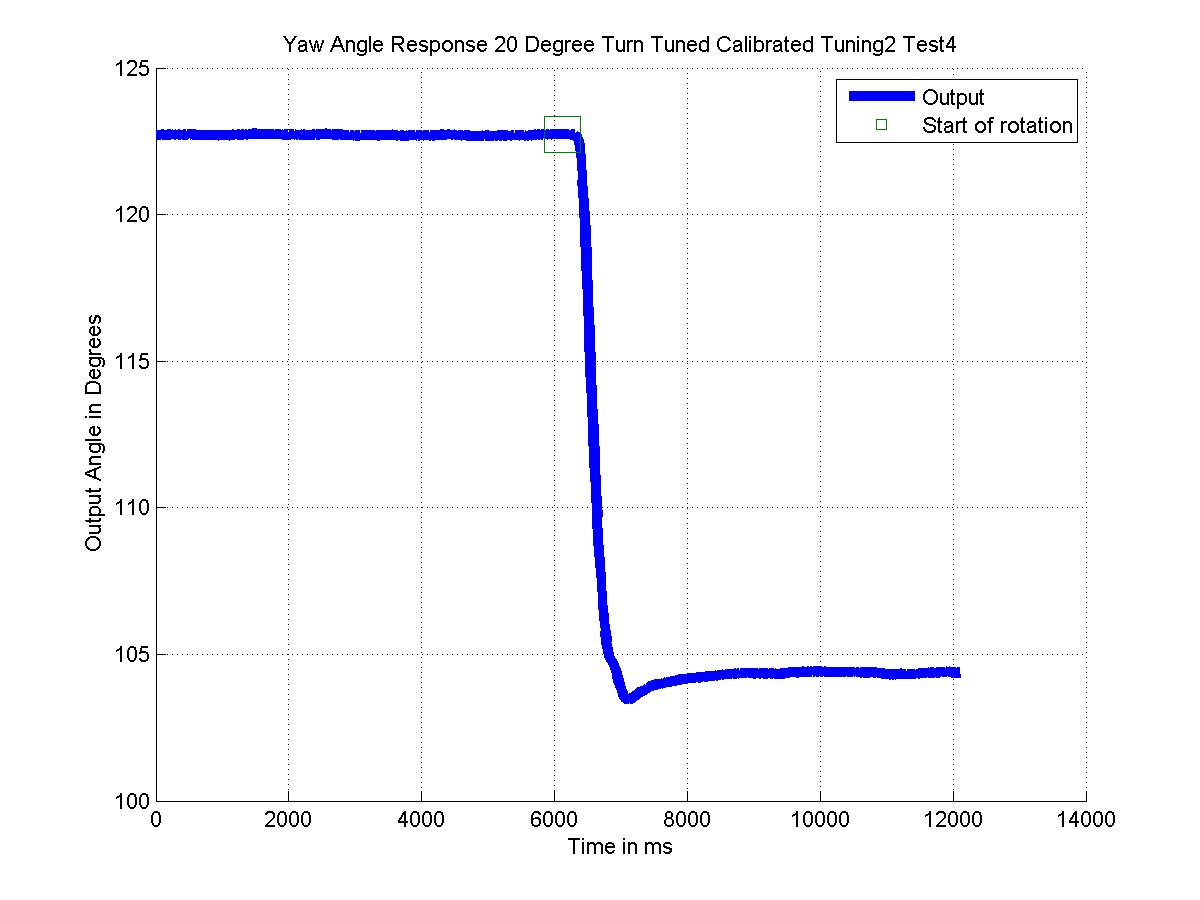 Yaw Angle Response 20 Degree Turn Tuned Calibrated Tuning2 Test4
Output
Start of rotation
Output Angle in Degrees
125
120
115
110
105
100
0 2000 4000 6000 8000 10000 12000 14000
Time in ms